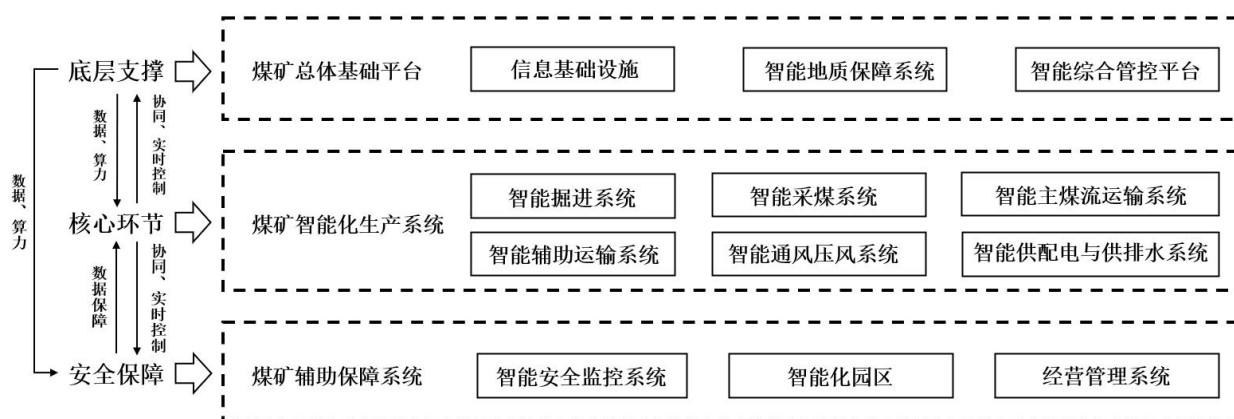 底层支撑
煤矿总体基础平台
信息基础设施
智能地质保障系统
智能综合管控平台
数据、算力
协同、实时控制
数据、算力
核心环节
煤矿智能化生产系统
智能掘进系统
智能采煤系统
智能主煤流运输系统
智能辅助运输系统
智能通风压风系统
智能供配电与供排水系统
数据保障
协同、实时控制
安全保障
煤矿辅助保障系统
智能安全监控系统
智能化园区
经营管理系统